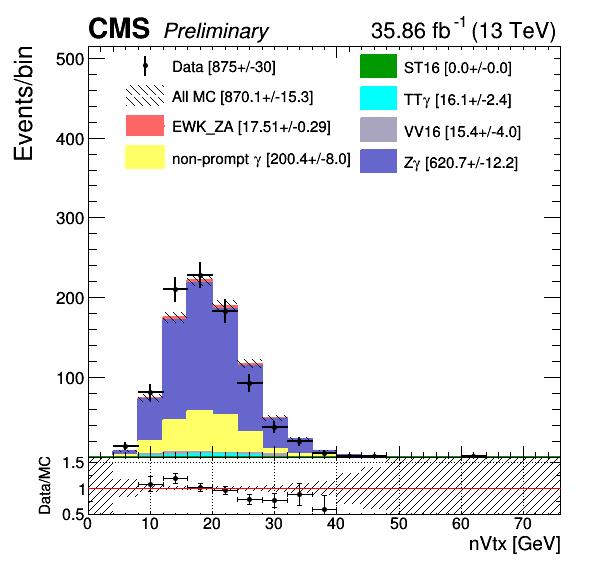 CMS Preliminary 35.86 fb⁻¹ (13 TeV)
Events/bin
500
400
300
200
100
Data [875+/-30]
All MC [870.1+/-15.3]
EWK_ZA [17.51+/-0.29]
non-prompt γ [200.4+/-8.0]
ST16 [0.0+/-0.0]
TTγ [16.1+/-2.4]
VV16 [15.4+/-4.0]
Zγ [620.7+/-12.2]
Data/MC
1.5
1
0.5
0 10 20 30 40 50 60 70
nVtx [GeV]